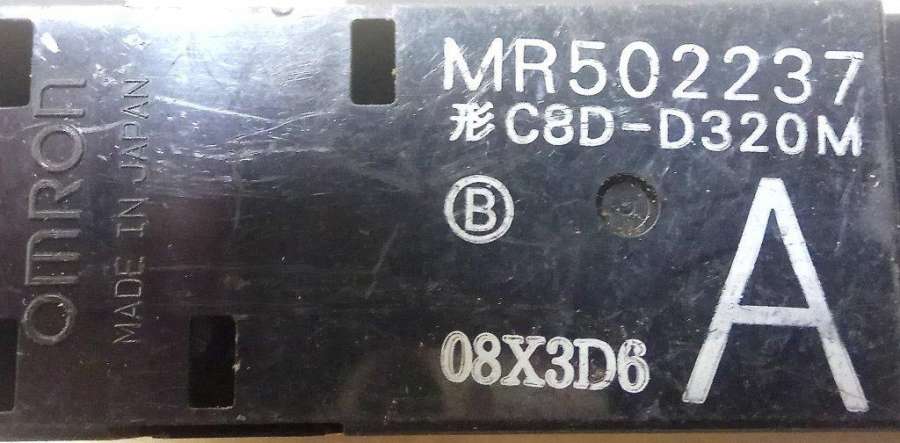 omron
MADE IN JAPAN
MR502237
形 C8D-D320M
B
A
08X3D6